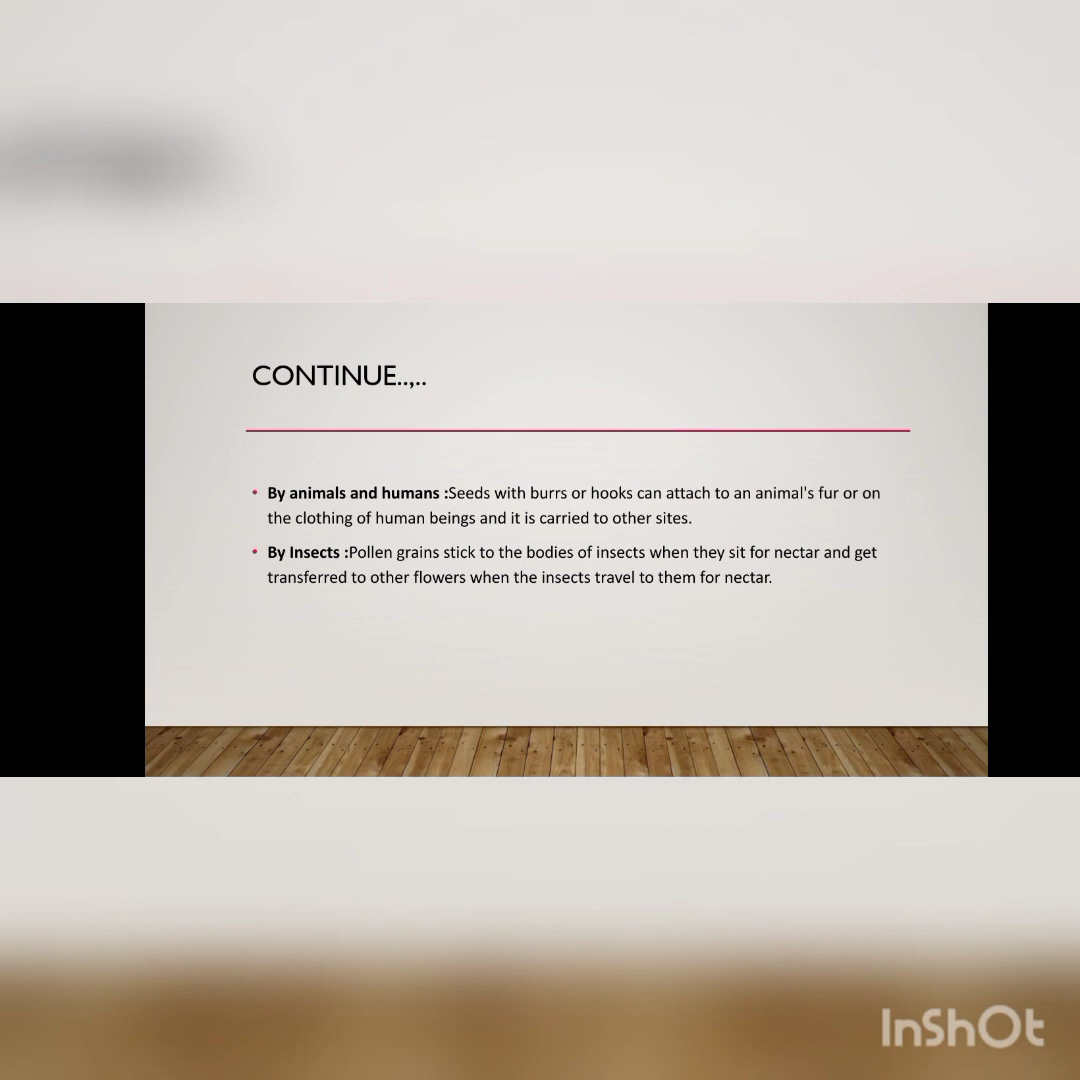 CONTINUE..,..
• By animals and humans :Seeds with burrs or hooks can attach to an animal's fur or on
the clothing of human beings and it is carried to other sites.
• By Insects :Pollen grains stick to the bodies of insects when they sit for nectar and get
transferred to other flowers when the insects travel to them for nectar.
InShOt